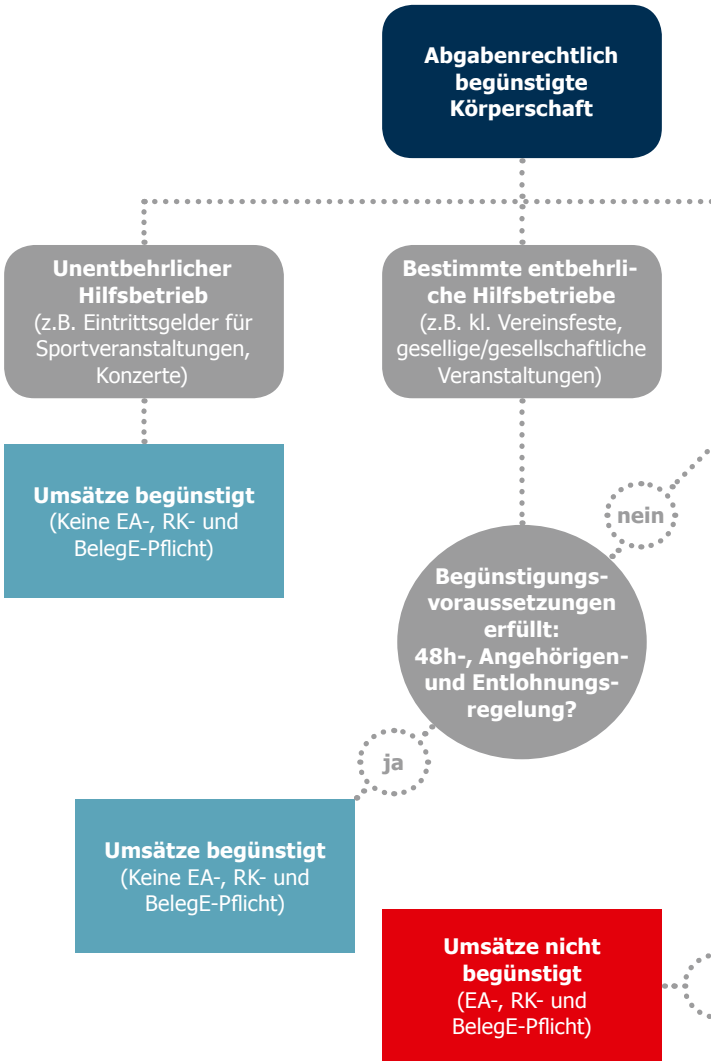 Abgabenrechtlich
begünstigte
Körperschaft
Unentbehrlicher
Hilfsbetrieb
(z.B. Eintrittsgelder für
Sportveranstaltungen,
Konzerte)
Bestimmte entbehrli-
che Hilfsbetriebe
(z.B. kl. Vereinsfeste,
gesellige/gesellschaftliche
Veranstaltungen)
Umsätze begünstigt
(Keine EA-, RK- und
BelegE-Pflicht)
nein
Begünstigungs-
voraussetzungen
erfüllt:
48h-, Angehörigen-
und Entlohnungs-
regelung?
ja
Umsätze begünstigt
(Keine EA-, RK- und
BelegE-Pflicht)
Umsätze nicht
begünstigt
(EA-, RK- und
BelegE-Pflicht)